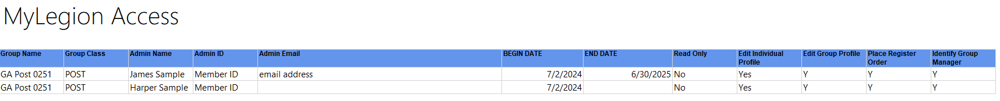 MyLegion Access
Group Name Group Class Admin Name Admin ID Admin Email BEGIN DATE END DATE Read Only Edit Individual Profile Edit Group Profile Place Register Order Identify Group Manager
GA Post 0251 POST James Sample Member ID email address 7/2/2024 6/30/2025 No Yes Y Y Y
GA Post 0251 POST Harper Sample Member ID 7/2/2024 No Yes Y Y Y